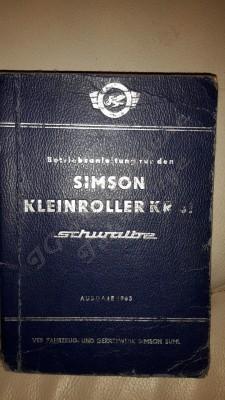 Betriebsanleitung für den
SIMSON
KLEINROLLER KR 51
schwalbe
AUSGABE 1965
VEB FAHRZEUG- UND GERÄTEWERK SIMSON SUHL